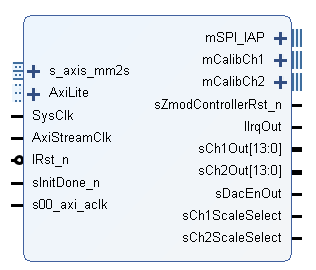 mSPI_IAP
mCalibCh1
s_axis_mm2s
mCalibCh2
AxiLite
sZmodControllerRst_n
SysClk
lIrqOut
AxiStreamClk
sCh1Out[13:0]
lRst_n
sCh2Out[13:0]
sInitDone_n
sDacEnOut
s00_axi_aclk
sCh1ScaleSelect
sCh2ScaleSelect